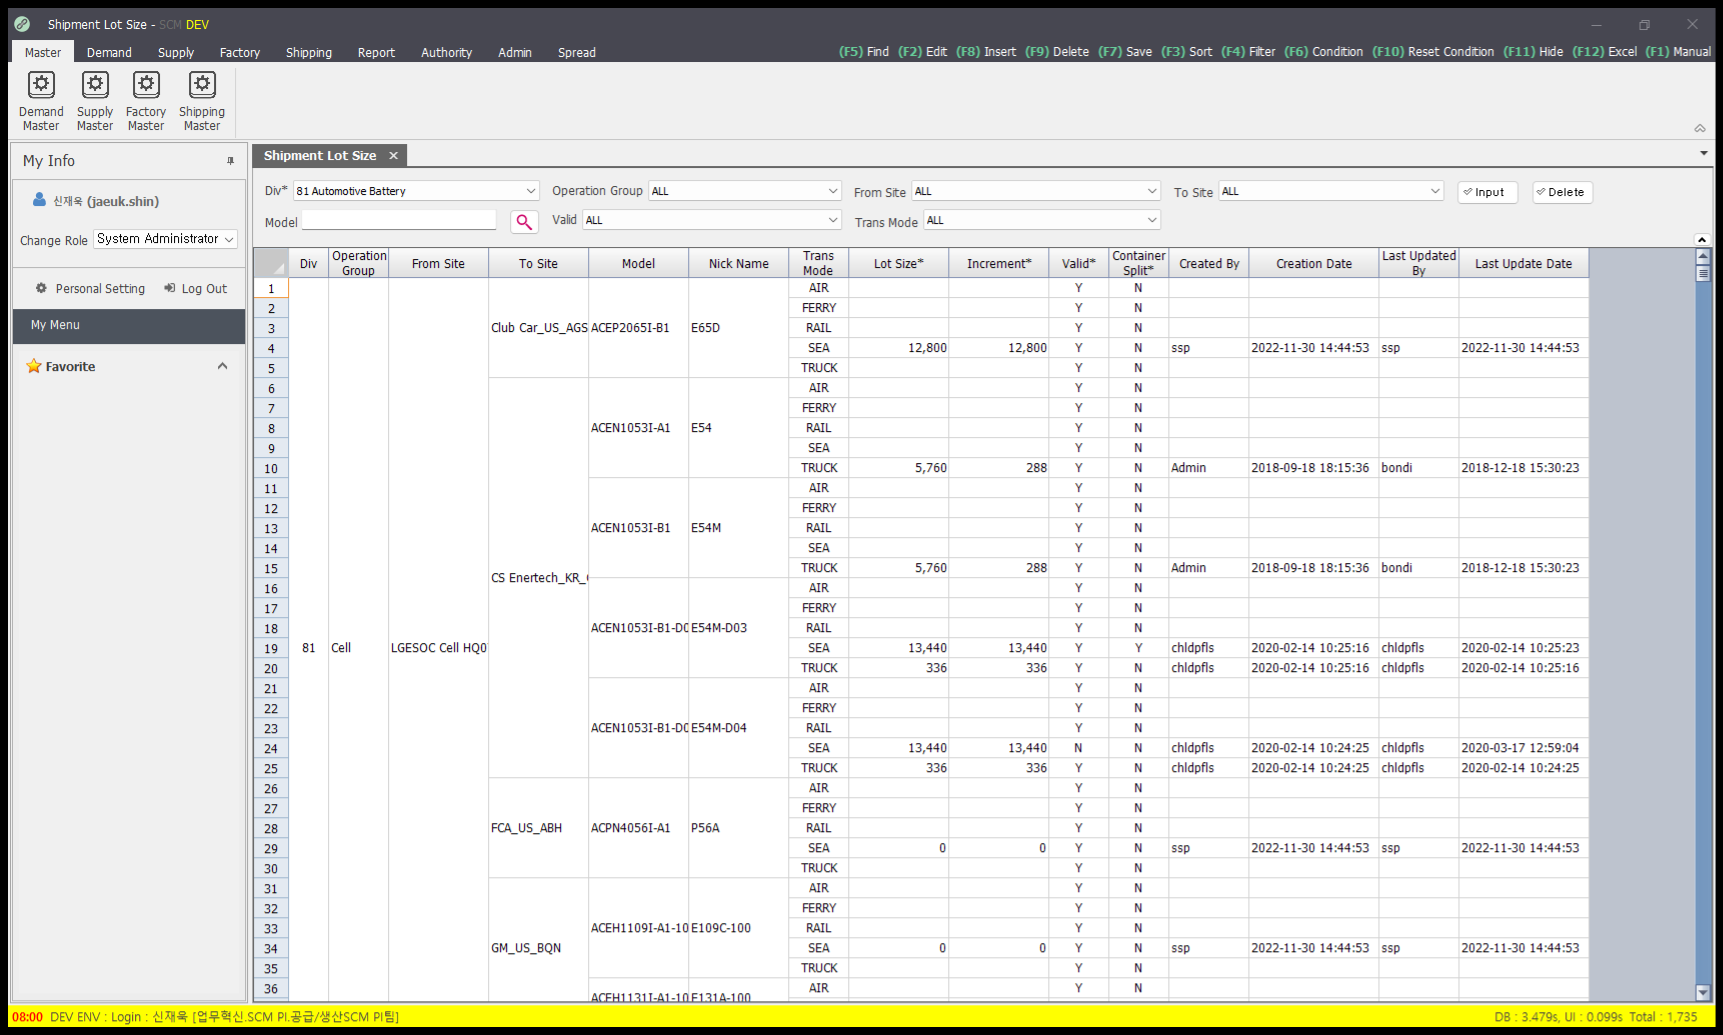 Shipment Lot Size - SCM DEV
Master Demand Supply Factory Shipping Report Authority Admin Spread (F5) Find (F2) Edit (F8) Insert (F9) Delete (F7) Save (F3) Sort (F4) Filter (F6) Condition (F10) Reset Condition (F11) Hide (F12) Excel (F1) Manual
Demand Master Supply Master Factory Master Shipping Master
My Info
신재욱 (jaeuk.shin)
Change Role System Administrator
Personal Setting Log Out
My Menu
Favorite
Shipment Lot Size
Div* 81 Automotive Battery Operation Group ALL From Site ALL To Site ALL Input Delete
Model Valid ALL Trans Mode ALL
Div Operation Group From Site To Site Model Nick Name Trans Mode Lot Size* Increment* Valid* Container Split* Created By Creation Date Last Updated By Last Update Date
1 AIR Y N
2 FERRY Y N
3 Club Car_US_AGS ACEP2065I-B1 E65D RAIL Y N
4 SEA 12,800 12,800 Y N ssp 2022-11-30 14:44:53 ssp 2022-11-30 14:44:53
5 TRUCK Y N
6 AIR Y N
7 FERRY Y N
8 ACEN1053I-A1 E54 RAIL Y N
9 SEA Y N
10 TRUCK 5,760 288 Y N Admin 2018-09-18 18:15:36 bondi 2018-12-18 15:30:23
11 AIR Y N
12 FERRY Y N
13 ACEN1053I-B1 E54M RAIL Y N
14 SEA Y N
15 TRUCK 5,760 288 Y N Admin 2018-09-18 18:15:36 bondi 2018-12-18 15:30:23
CS Enertech_KR_
16 AIR Y N
17 FERRY Y N
18 ACEN1053I-B1-D0 E54M-D03 RAIL Y N
19 81 Cell LGESOC Cell HQ0 SEA 13,440 13,440 Y Y chldpfls 2020-02-14 10:25:16 chldpfls 2020-02-14 10:25:23
20 TRUCK 336 336 Y N chldpfls 2020-02-14 10:25:16 chldpfls 2020-02-14 10:25:16
21 AIR Y N
22 FERRY Y N
23 ACEN1053I-B1-D0 E54M-D04 RAIL Y N
24 SEA 13,440 13,440 N N chldpfls 2020-02-14 10:24:25 chldpfls 2020-03-17 12:59:04
25 TRUCK 336 336 Y N chldpfls 2020-02-14 10:24:25 chldpfls 2020-02-14 10:24:25
26 AIR Y N
27 FERRY Y N
28 FCA_US_ABH ACPN4056I-A1 P56A RAIL Y N
29 SEA 0 0 Y N ssp 2022-11-30 14:44:53 ssp 2022-11-30 14:44:53
30 TRUCK Y N
31 AIR Y N
32 FERRY Y N
33 ACEH1109I-A1-10 E109C-100 RAIL Y N
34 GM_US_BQN SEA 0 0 Y N ssp 2022-11-30 14:44:53 ssp 2022-11-30 14:44:53
35 TRUCK Y N
36 AIR Y N
ACEH1131I-A1-10 E131A-100
08:00 DEV ENV : Login : 신재욱 [업무혁신.SCM PI.공급/생산SCM PI팀] DB : 3.479s, UI : 0.099s Total : 1,735